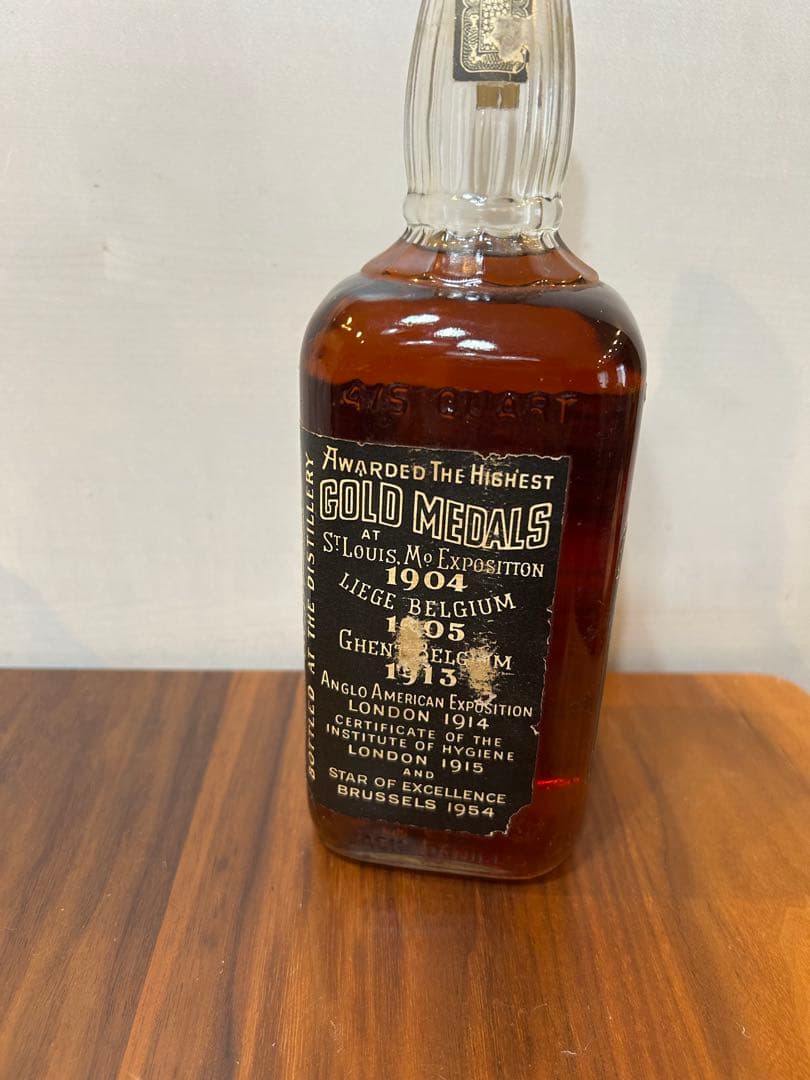 4/5 QUART
AWARDED THE HIGHEST
GOLD MEDALS
AT
ST LOUIS, MO EXPOSITION
1904
LIEGE BELGIUM
1905
GHENT BELGIUM
1913
ANGLO AMERICAN EXPOSITION
LONDON 1914
CERTIFICATE OF THE
INSTITUTE OF HYGIENE
LONDON 1915
AND
STAR OF EXCELLENCE
BRUSSELS 1954
BOTTLED AT THE DISTILLERY